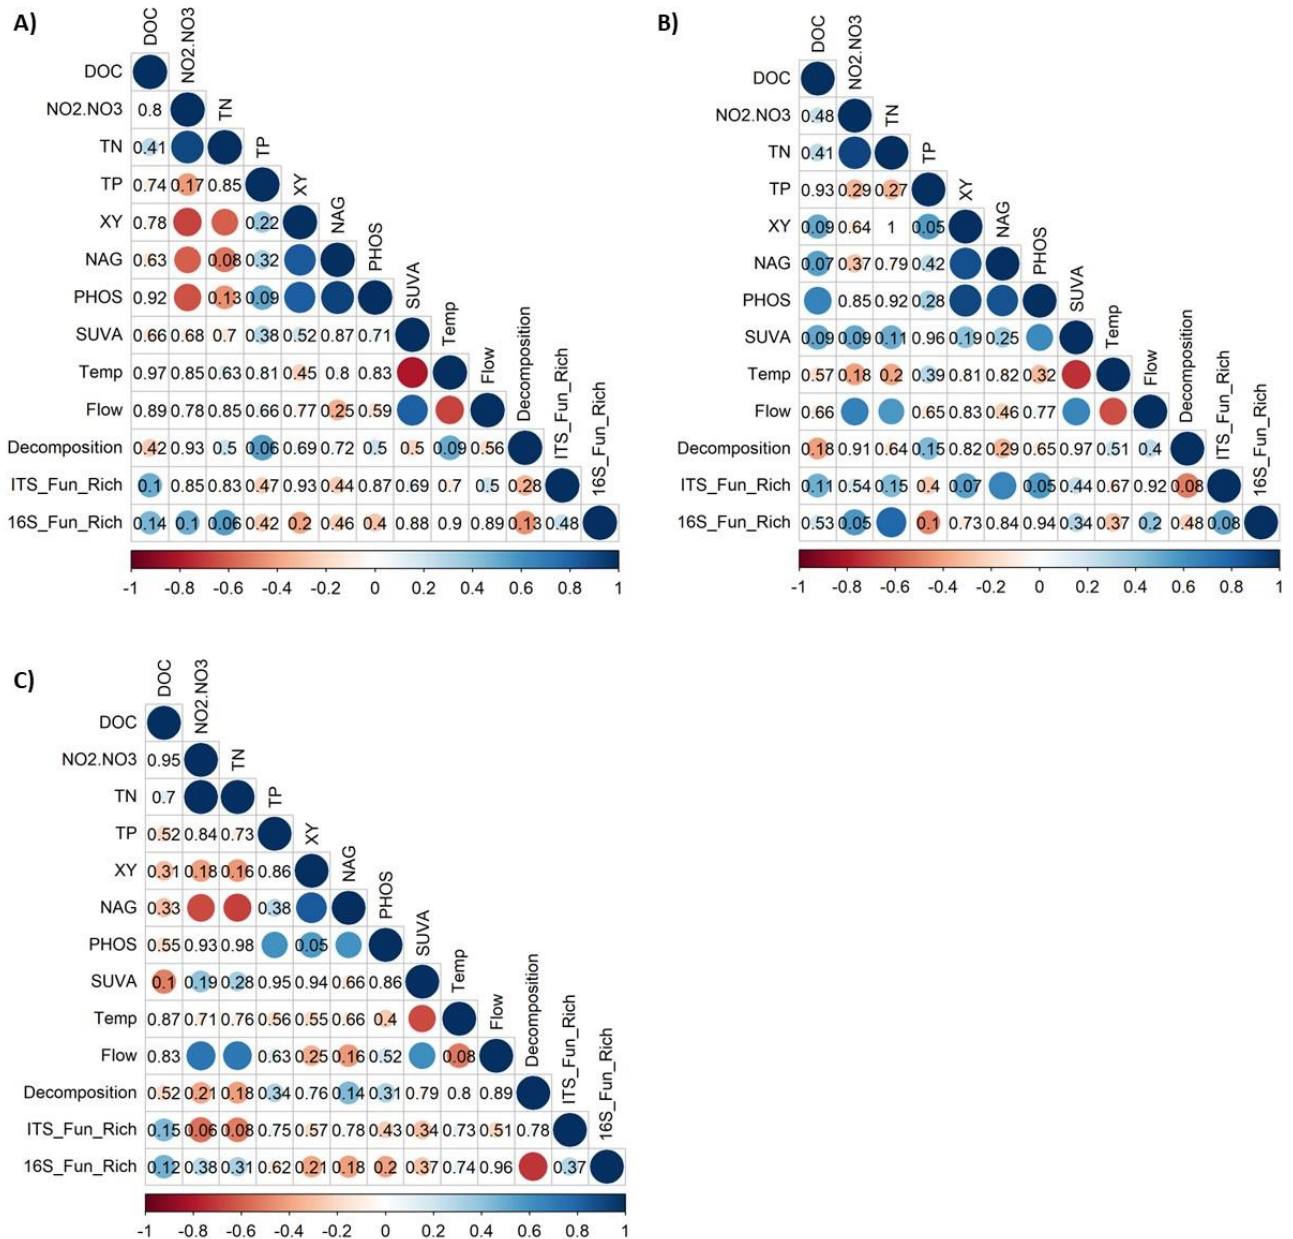 A)
DOC
DOC
NO2.NO3
NO2.NO3 0.8
TN
TN 0.41
TP
TP 0.74 0.17 0.85
XY
XY 0.78 0.22
NAG
NAG 0.63 0.08 0.32
PHOS
PHOS 0.92 0.13 0.09
SUVA
SUVA 0.66 0.68 0.7 0.38 0.52 0.87 0.71
Temp
Temp 0.97 0.85 0.63 0.81 0.45 0.8 0.83
Flow
Flow 0.89 0.78 0.85 0.66 0.77 0.25 0.59
Decomposition
Decomposition 0.42 0.93 0.5 0.06 0.69 0.72 0.5 0.5 0.09 0.56
ITS_Fun_Rich
ITS_Fun_Rich 0.1 0.85 0.83 0.47 0.93 0.44 0.87 0.69 0.7 0.5 0.28
16S_Fun_Rich
16S_Fun_Rich 0.14 0.1 0.06 0.42 0.2 0.46 0.4 0.88 0.9 0.89 0.13 0.48
-1 -0.8 -0.6 -0.4 -0.2 0 0.2 0.4 0.6 0.8 1
B)
DOC
DOC
NO2.NO3
NO2.NO3 0.48
TN
TN 0.41
TP
TP 0.93 0.29 0.27
XY
XY 0.09 0.64 1 0.05
NAG
NAG 0.07 0.37 0.79 0.42
PHOS
PHOS 0.85 0.92 0.28
SUVA
SUVA 0.09 0.09 0.11 0.96 0.19 0.25
Temp
Temp 0.57 0.18 0.2 0.39 0.81 0.82 0.32
Flow
Flow 0.66 0.65 0.83 0.46 0.77
Decomposition
Decomposition 0.18 0.91 0.64 0.15 0.82 0.29 0.65 0.97 0.51 0.4
ITS_Fun_Rich
ITS_Fun_Rich 0.11 0.54 0.15 0.4 0.07 0.05 0.44 0.67 0.92 0.08
16S_Fun_Rich
16S_Fun_Rich 0.53 0.05 0.1 0.73 0.84 0.94 0.34 0.37 0.2 0.48 0.08
-1 -0.8 -0.6 -0.4 -0.2 0 0.2 0.4 0.6 0.8 1
C)
DOC
DOC
NO2.NO3
NO2.NO3 0.95
TN
TN 0.7
TP
TP 0.52 0.84 0.73
XY
XY 0.31 0.18 0.16 0.86
NAG
NAG 0.33 0.38
PHOS
PHOS 0.55 0.93 0.98 0.05
SUVA
SUVA 0.1 0.19 0.28 0.95 0.94 0.66 0.86
Temp
Temp 0.87 0.71 0.76 0.56 0.55 0.66 0.4
Flow
Flow 0.83 0.63 0.25 0.16 0.52 0.08
Decomposition
Decomposition 0.52 0.21 0.18 0.34 0.76 0.14 0.31 0.79 0.8 0.89
ITS_Fun_Rich
ITS_Fun_Rich 0.15 0.06 0.08 0.75 0.57 0.78 0.43 0.34 0.73 0.51 0.78
16S_Fun_Rich
16S_Fun_Rich 0.12 0.38 0.31 0.62 0.21 0.18 0.2 0.37 0.74 0.96 0.37
-1 -0.8 -0.6 -0.4 -0.2 0 0.2 0.4 0.6 0.8 1